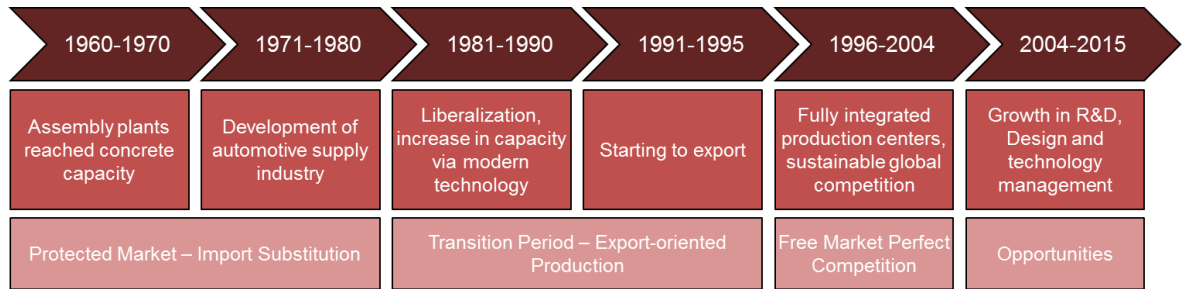 1960-1970
1971-1980
1981-1990
1991-1995
1996-2004
2004-2015
Assembly plants
reached concrete
capacity
Development of
automotive supply
industry
Liberalization,
increase in capacity
via modern
technology
Starting to export
Fully integrated
production centers,
sustainable global
competition
Growth in R&D,
Design and
technology
management
Protected Market – Import Substitution
Transition Period – Export-oriented
Production
Free Market Perfect
Competition
Opportunities